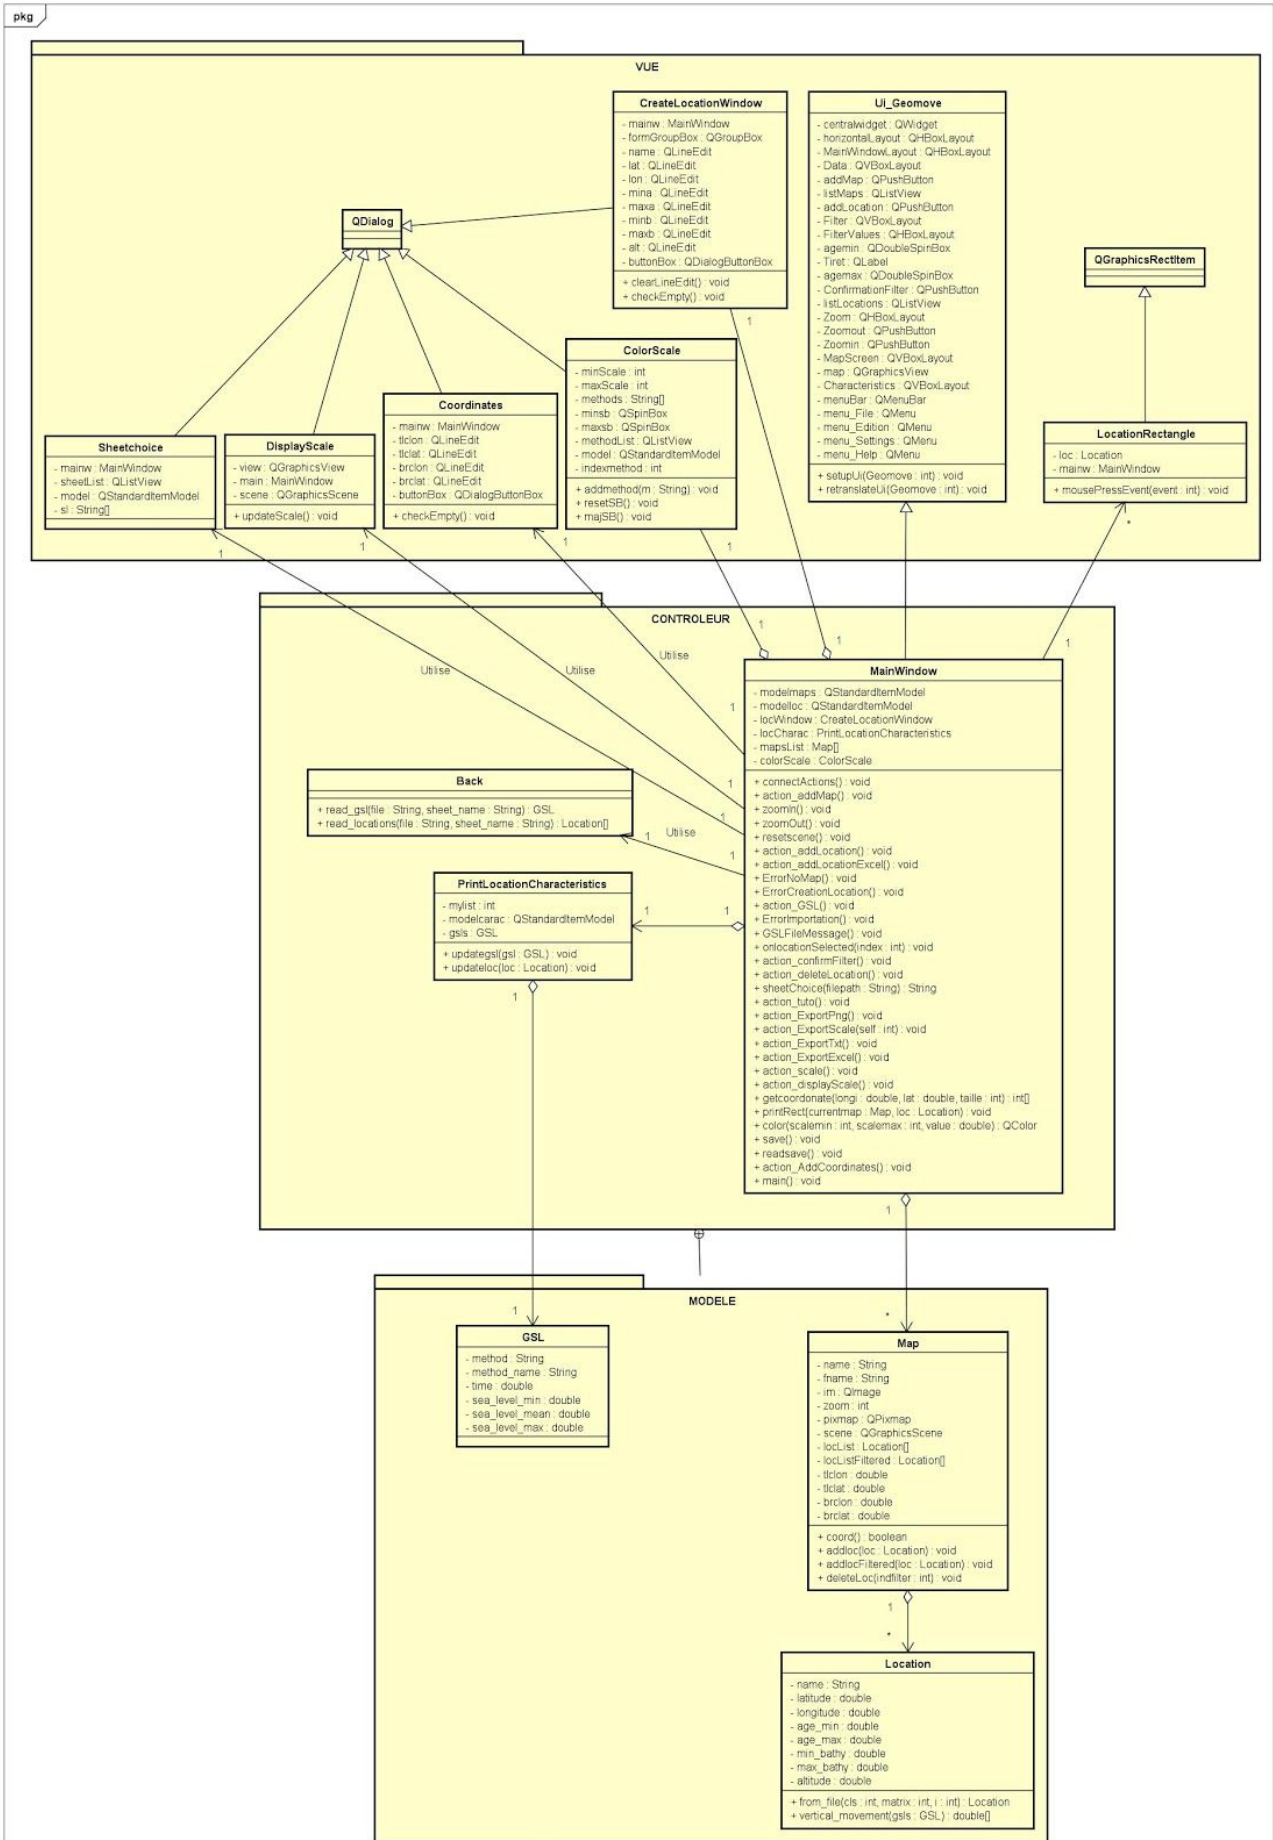 pkg
VUE
CreateLocationWindow
- mainw : MainWindow
- formGroupBox : QGroupBox
- name : QLineEdit
- lat : QLineEdit
- lon : QLineEdit
- mina : QLineEdit
- maxa : QLineEdit
- minb : QLineEdit
- maxb : QLineEdit
- alt : QLineEdit
- buttonBox : QDialogButtonBox
+ clearLineEdit() : void
+ checkEmpty() : void
1
Ui_Geomove
- centralwidget : QWidget
- horizontalLayout : QHBoxLayout
- MainWindowLayout : QHBoxLayout
- Data : QVBoxLayout
- addMap : QPushButton
- listMaps : QListView
- addLocation : QPushButton
- Filter : QVBoxLayout
- FilterValues : QHBoxLayout
- agemin : QDoubleSpinBox
- Tiret : QLabel
- agemax : QDoubleSpinBox
- ConfirmationFilter : QPushButton
- listLocations : QListView
- Zoom : QHBoxLayout
- Zoomout : QPushButton
- Zoomin : QPushButton
- MapScreen : QVBoxLayout
- map : QGraphicsView
- Characteristics : QVBoxLayout
- menuBar : QMenuBar
- menu_File : QMenu
- menu_Edition : QMenu
- menu_Settings : QMenu
- menu_Help : QMenu
+ setupUi(Geomove : int) : void
+ retranslateUi(Geomove : int) : void
QDialog
QGraphicsRectItem
ColorScale
- minScale : int
- maxScale : int
- methods : String[]
- minsb : QSpinBox
- maxsb : QSpinBox
- methodList : QListView
- model : QStandardItemModel
- indexmethod : int
+ addmethod(m : String) : void
+ resetSB() : void
+ majSB() : void
1
Coordinates
- mainw : MainWindow
- tlclon : QLineEdit
- tlclat : QLineEdit
- brclon : QLineEdit
- brclat : QLineEdit
- buttonBox : QDialogButtonBox
+ checkEmpty() : void
1
Sheetchoice
- mainw : MainWindow
- sheetList : QListView
- model : QStandardItemModel
- sl : String[]
1
DisplayScale
- view : QGraphicsView
- main : MainWindow
- scene : QGraphicsScene
+ updateScale() : void
1
LocationRectangle
- loc : Location
- mainw : MainWindow
+ mousePressEvent(event : int) : void
*
CONTROLEUR
1
1
1
Utilise
Utilise
Utilise
MainWindow
- modelmaps : QStandardItemModel
- modelloc : QStandardItemModel
- locWindow : CreateLocationWindow
- locCharac : PrintLocationCharacteristics
- mapsList : Map[]
- colorScale : ColorScale
+ connectActions() : void
+ action_addMap() : void
+ zoomIn() : void
+ zoomOut() : void
+ resetscene() : void
+ action_addLocation() : void
+ action_addLocationExcel() : void
+ ErrorNoMap() : void
+ ErrorCreationLocation() : void
+ action_GSL() : void
+ ErrorImportation() : void
+ GSLFileMessage() : void
+ onlocationSelected(index : int) : void
+ action_confirmFilter() : void
+ action_deleteLocation() : void
+ sheetChoice(filepath : String) : String
+ action_tuto() : void
+ action_ExportPng() : void
+ action_ExportScale(self : int) : void
+ action_ExportTxt() : void
+ action_ExportExcel() : void
+ action_scale() : void
+ action_displayScale() : void
+ getcoordonate(longi : double, lat : double, taille : int) : int[]
+ printRect(currentmap : Map, loc : Location) : void
+ color(scalemin : int, scalemax : int, value : double) : QColor
+ save() : void
+ readsave() : void
+ action_AddCoordinates() : void
+ main() : void
1
1
1
Back
+ read_gsl(file : String, sheet_name : String) : GSL
+ read_locations(file : String, sheet_name : String) : Location[]
1
Utilise
1
PrintLocationCharacteristics
- mylist : int
- modelcarac : QStandardItemModel
- gsls : GSL
+ updategsl(gsl : GSL) : void
+ updateloc(loc : Location) : void
1
1
1
1
MODELE
1
*
GSL
- method : String
- method_name : String
- time : double
- sea_level_min : double
- sea_level_mean : double
- sea_level_max : double
Map
- name : String
- fname : String
- im : QImage
- zoom : int
- pixmap : QPixmap
- scene : QGraphicsScene
- locList : Location[]
- locListFiltered : Location[]
- tlclon : double
- tlclat : double
- brclon : double
- brclat : double
+ coord() : boolean
+ addloc(loc : Location) : void
+ addlocFiltered(loc : Location) : void
+ deleteLoc(indfilter : int) : void
1
*
Location
- name : String
- latitude : double
- longitude : double
- age_min : double
- age_max : double
- min_bathy : double
- max_bathy : double
- altitude : double
+ from_file(cls : int, matrix : int, i : int) : Location
+ vertical_movement(gsls : GSL) : double[]